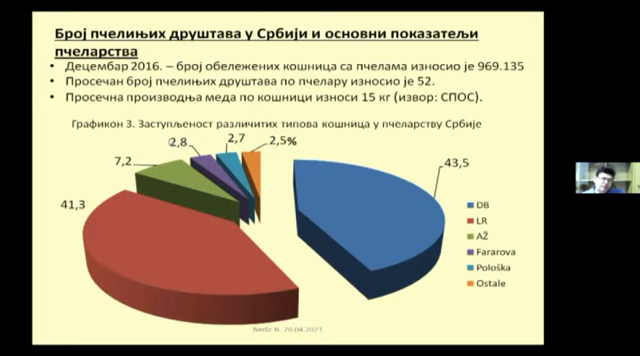 Број пчелињих друштава у Србији и основни показатељи
пчеларства
• Децембар 2016. – број обележених кошница са пчелама износио је 969.135
• Просечан број пчелињих друштава по пчелару износио је 52.
• Просечна производња меда по кошници износи 15 кг (извор: СПОС).
Графикон 3. Заступљеност различитих типова кошница у пчеларству Србије
2,8
2,7
2,5%
7,2
43,5
41,3
DB
LR
AŽ
Fararova
Pološka
Ostale
Nedić N. 20.04.2021